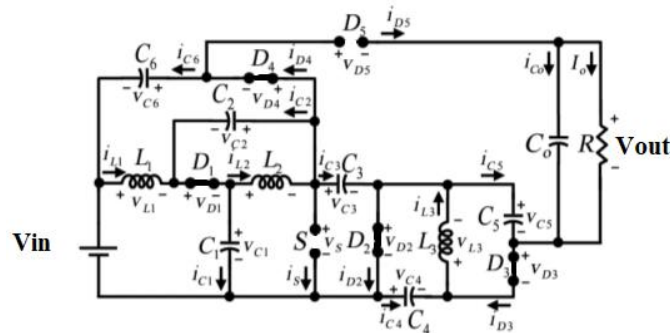 D5 iD5
iC6 D4 iD4 + vD5 −
C6 − vC6 + − vD4 + iC2 iCo Io
C2 − vC2 +
iL1 L1 D1 iL2 L2 iC3 C3 iC5 Co R + − Vout
+ vL1 − + vD1 − + vC3 − iL3 − C5 + vC5 −
Vin C1 + vC1 − S + vS − D2 + vD2 − L3 vL3 + D3 + vD3 −
iC1 iS iD2 vC4 + − iD3
iC4 C4